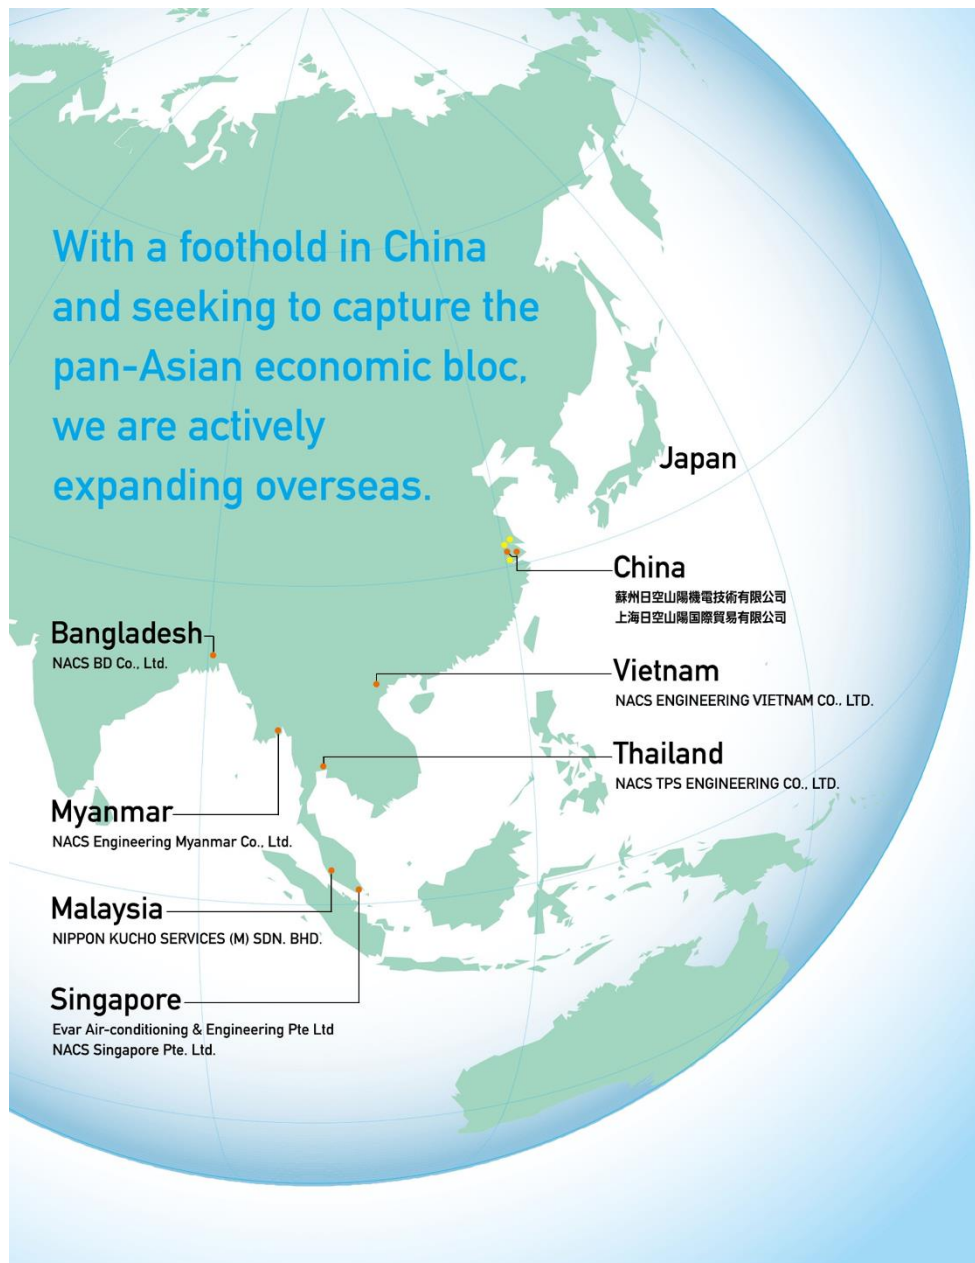 With a foothold in China
and seeking to capture the
pan-Asian economic bloc,
we are actively
expanding overseas.
Japan
China
蘇州日空山陽機電技術有限公司
上海日空山陽国際貿易有限公司
Bangladesh
NACS BD Co., Ltd.
Vietnam
NACS ENGINEERING VIETNAM CO., LTD.
Thailand
NACS TPS ENGINEERING CO., LTD.
Myanmar
NACS Engineering Myanmar Co., Ltd.
Malaysia
NIPPON KUCHO SERVICES (M) SDN. BHD.
Singapore
Evar Air-conditioning & Engineering Pte Ltd
NACS Singapore Pte. Ltd.